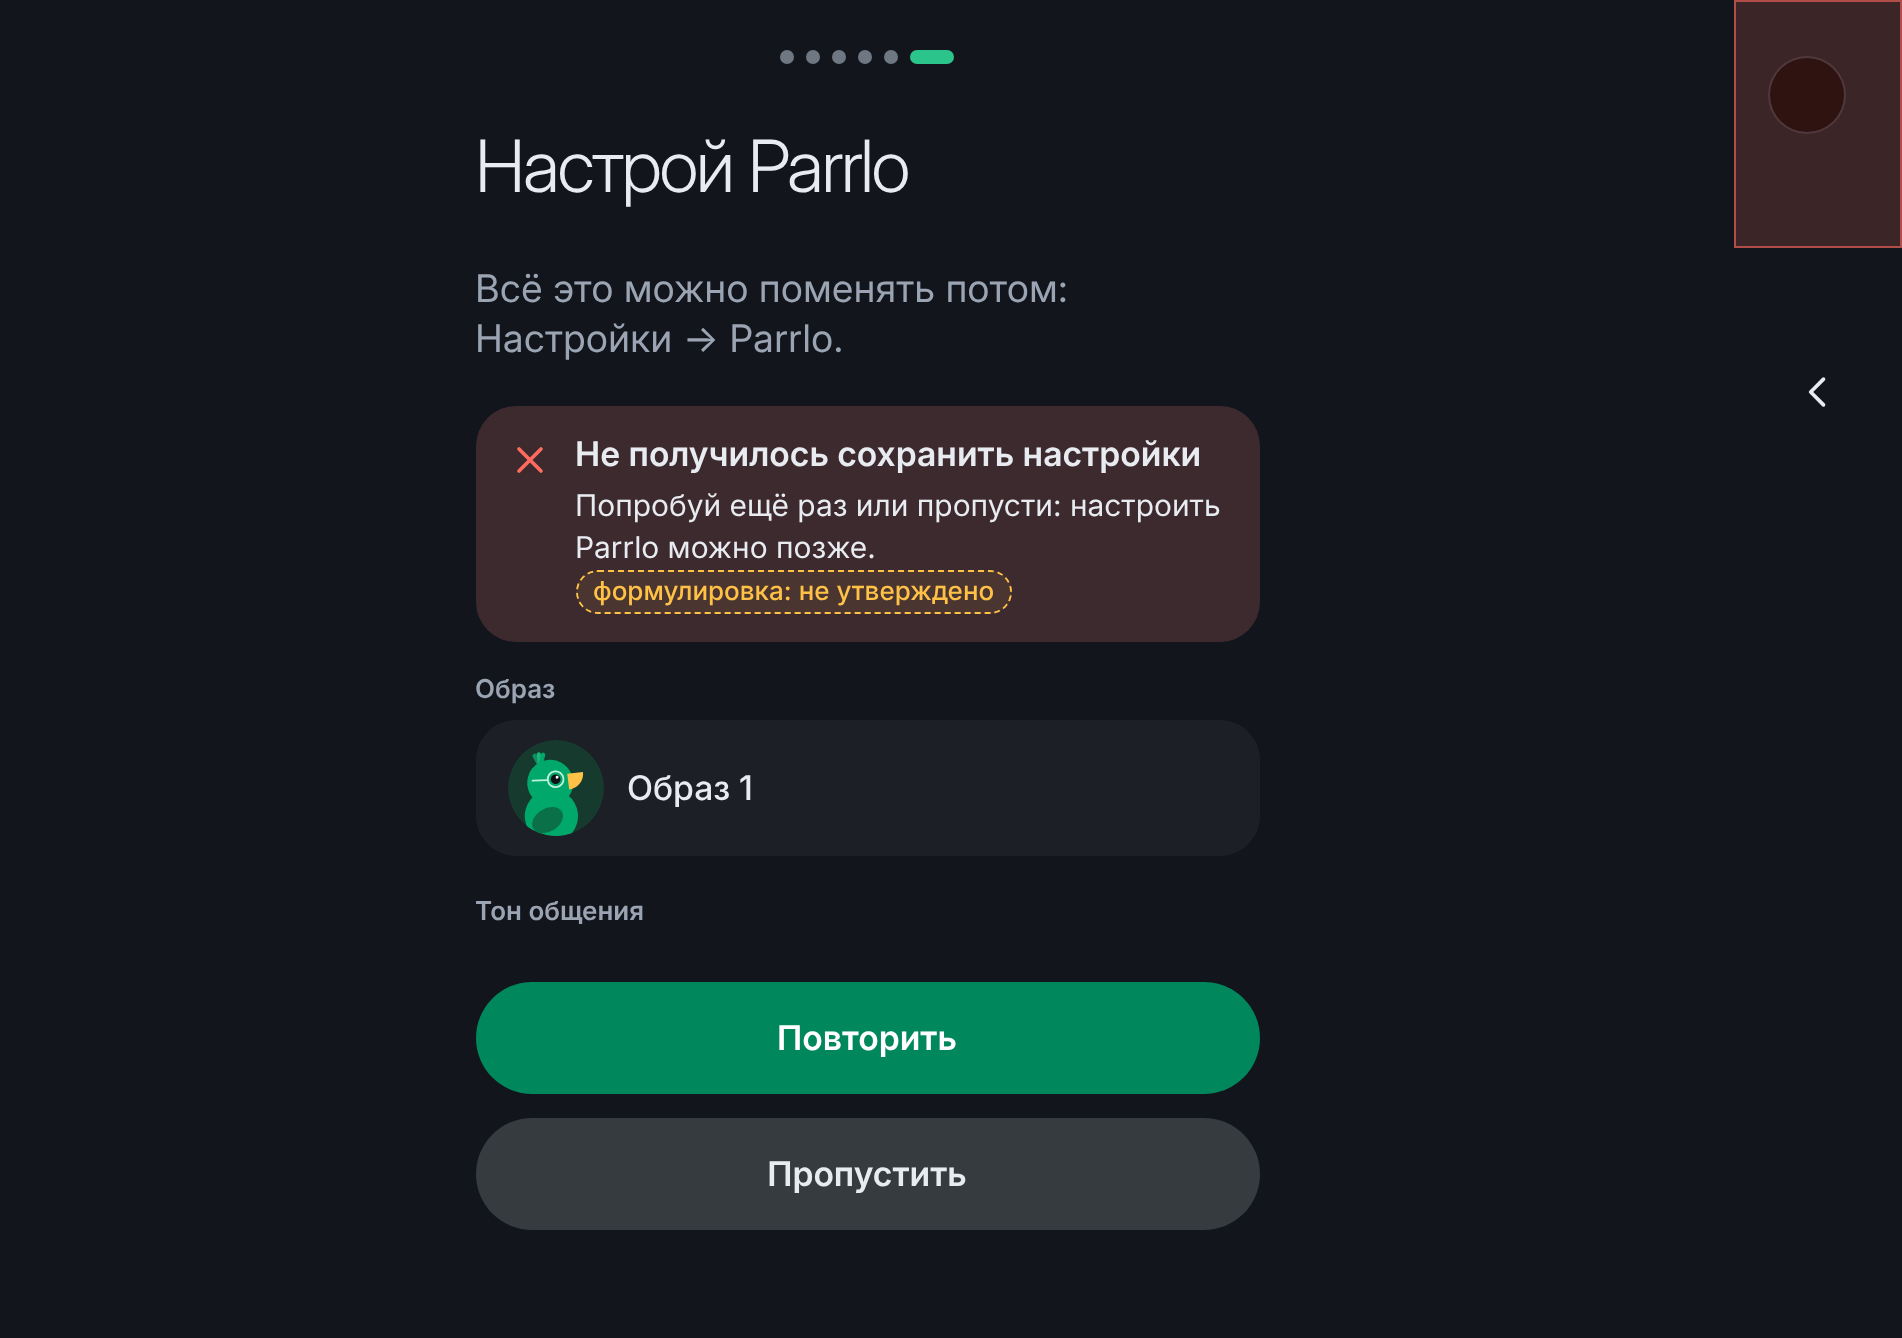 Настрой Parrlo
Всё это можно поменять потом:
Настройки → Parrlo.
Не получилось сохранить настройки
Попробуй ещё раз или пропусти: настроить
Parrlo можно позже.
формулировка: не утверждено
Образ
Образ 1
Тон общения
Повторить
Пропустить